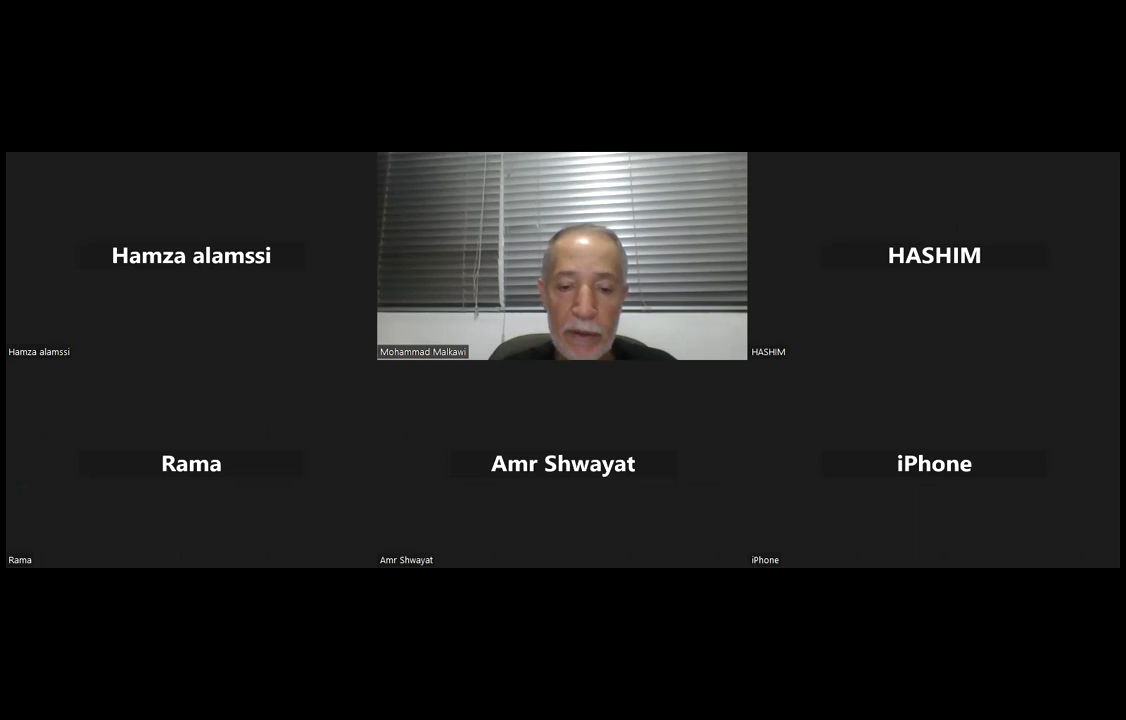 Hamza alamssi
HASHIM
Hamza alamssi
Mohammad Malkawi
HASHIM
Rama
Amr Shwayat
iPhone
Rama
Amr Shwayat
iPhone